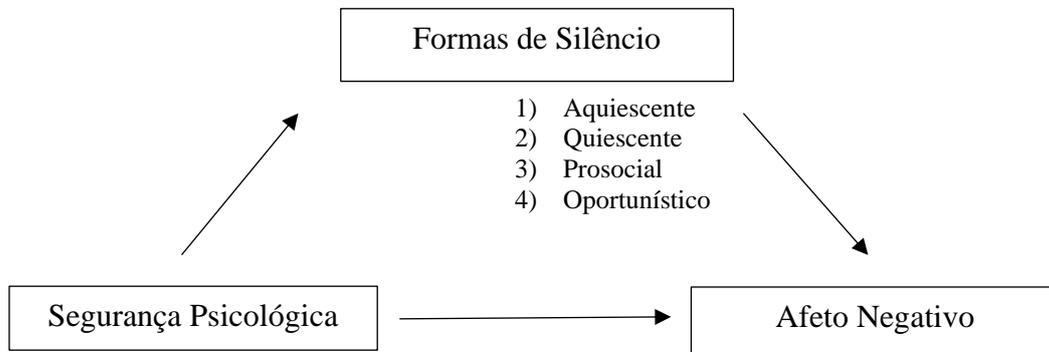 Formas de Silêncio
1) Aquiescente
2) Quiescente
3) Prosocial
4) Oportunístico
Segurança Psicológica
Afeto Negativo